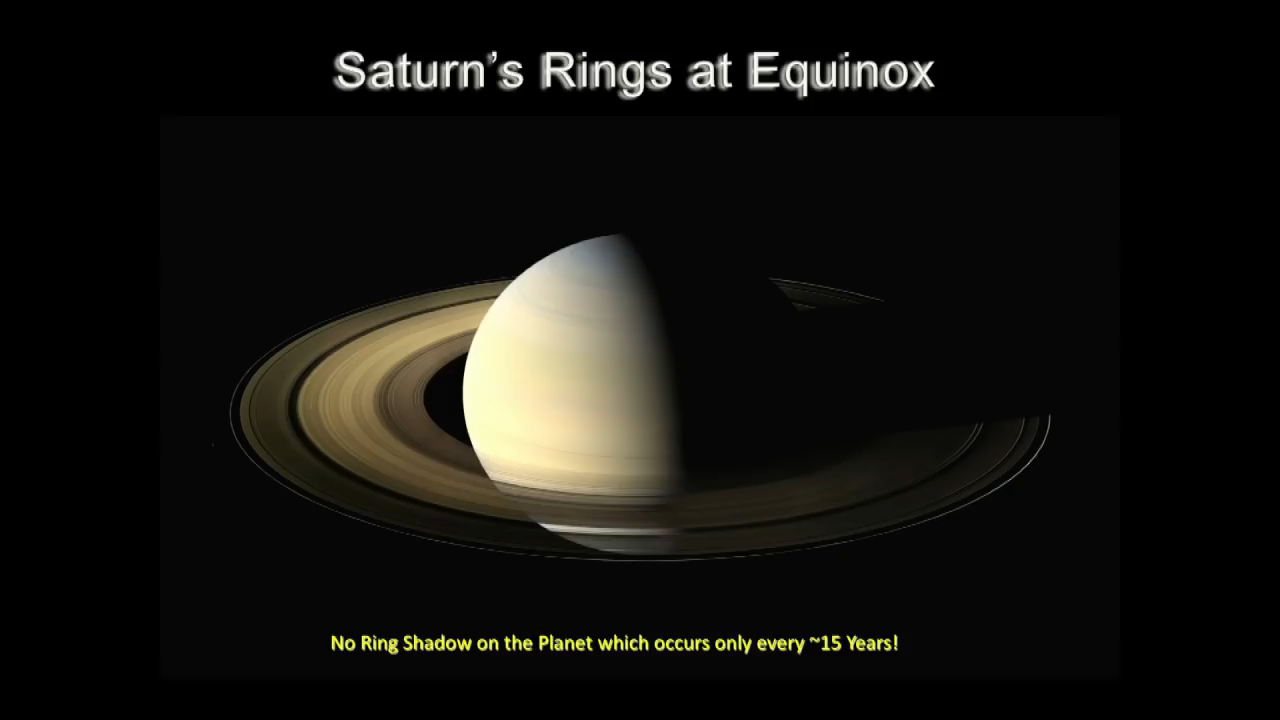 Saturn’s Rings at Equinox
No Ring Shadow on the Planet which occurs only every ~15 Years!